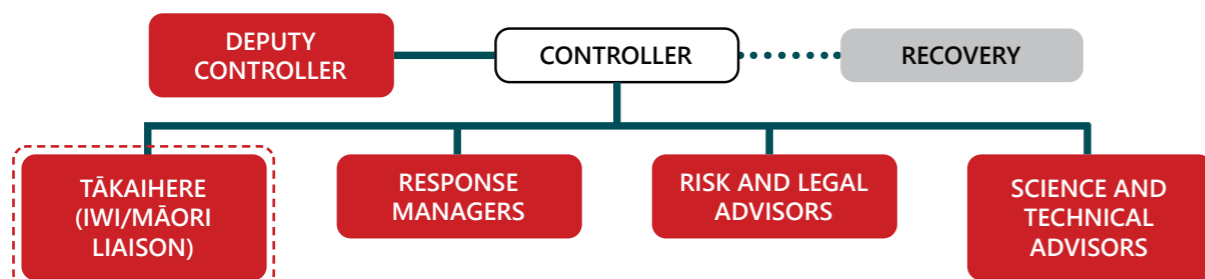 DEPUTY
CONTROLLER
CONTROLLER
RECOVERY
TĀKAIHERE
(IWI/MĀORI
LIAISON)
RESPONSE
MANAGERS
RISK AND LEGAL
ADVISORS
SCIENCE AND
TECHNICAL
ADVISORS